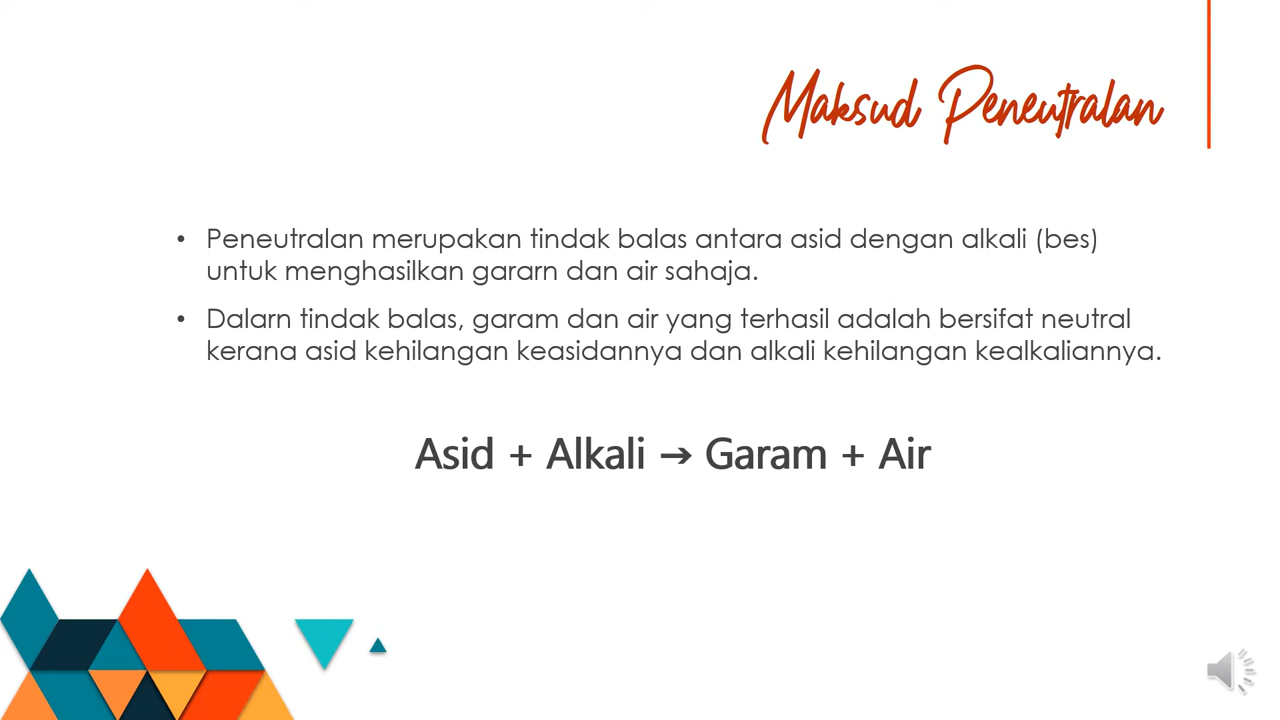 Maksud Peneutralan
• Peneutralan merupakan tindak balas antara asid dengan alkali (bes)
untuk menghasilkan gararn dan air sahaja.
• Dalarn tindak balas, garam dan air yang terhasil adalah bersifat neutral
kerana asid kehilangan keasidannya dan alkali kehilangan kealkaliannya.
Asid + Alkali → Garam + Air